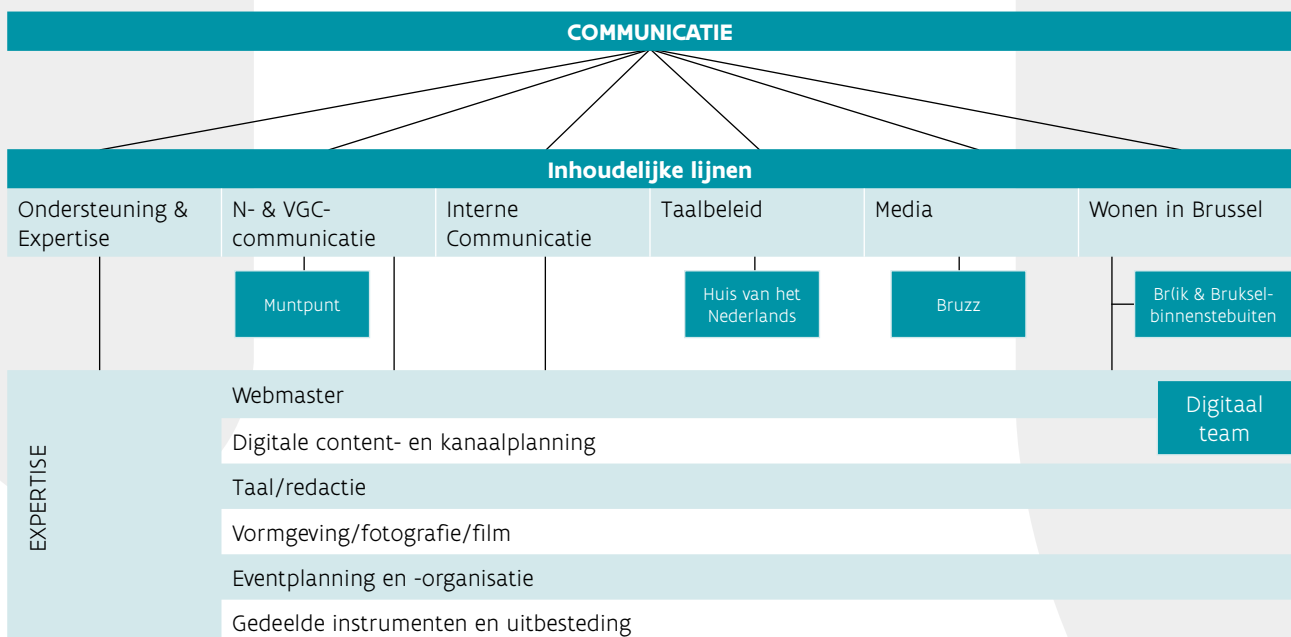 COMMUNICATIE
Inhoudelijke lijnen
Ondersteuning &
Expertise
N- & VGC-
communicatie
Interne
Communicatie
Taalbeleid
Media
Wonen in Brussel
Muntpunt
Huis van het
Nederlands
Bruzz
Br(ik & Bruksel-
binnenstebuiten
EXPERTISE
Webmaster
Digitale content- en kanaalplanning
Taal/redactie
Vormgeving/fotografie/film
Eventplanning en -organisatie
Gedeelde instrumenten en uitbesteding
Digitaal
team